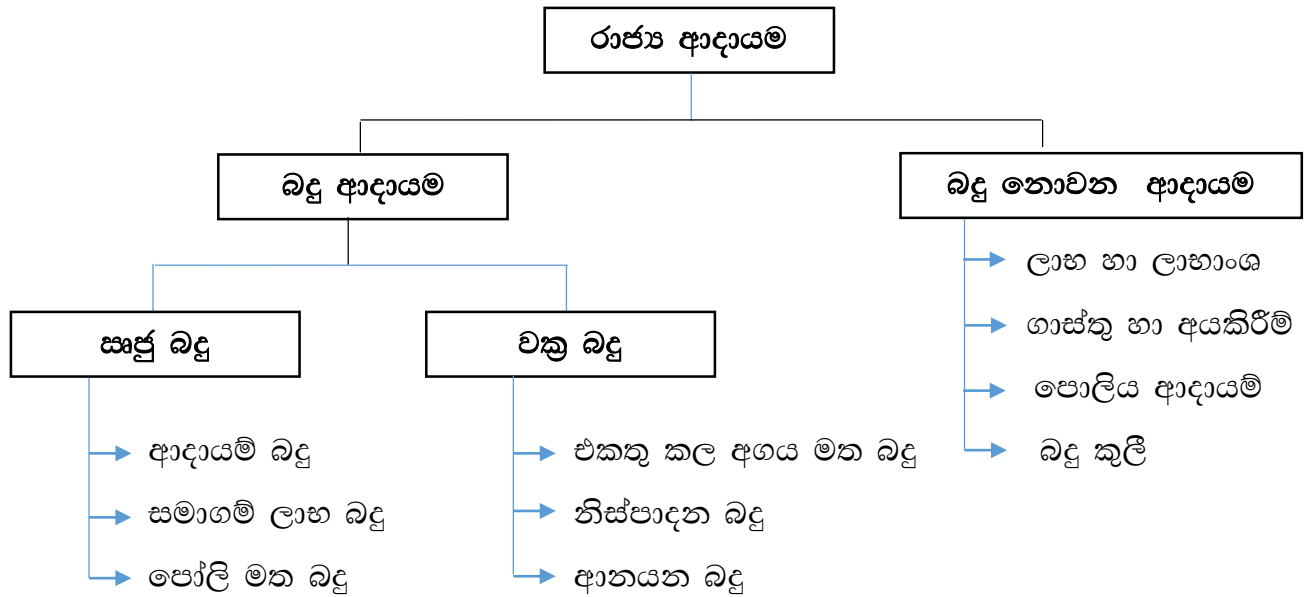 රාජ්‍ය ආදායම
බදු ආදායම
බදු නොවන ආදායම
සෘජු බදු
වක්‍ර බදු
ආදායම් බදු
සමාගම් ලාභ බදු
පෝලි මත බදු
එකතු කල අගය මත බදු
නිස්පාදන බදු
ආනයන බදු
ලාභ හා ලාභාංශ
ගාස්තු හා අයකිරීම්
පොලිය ආදායම්
බදු කුලී